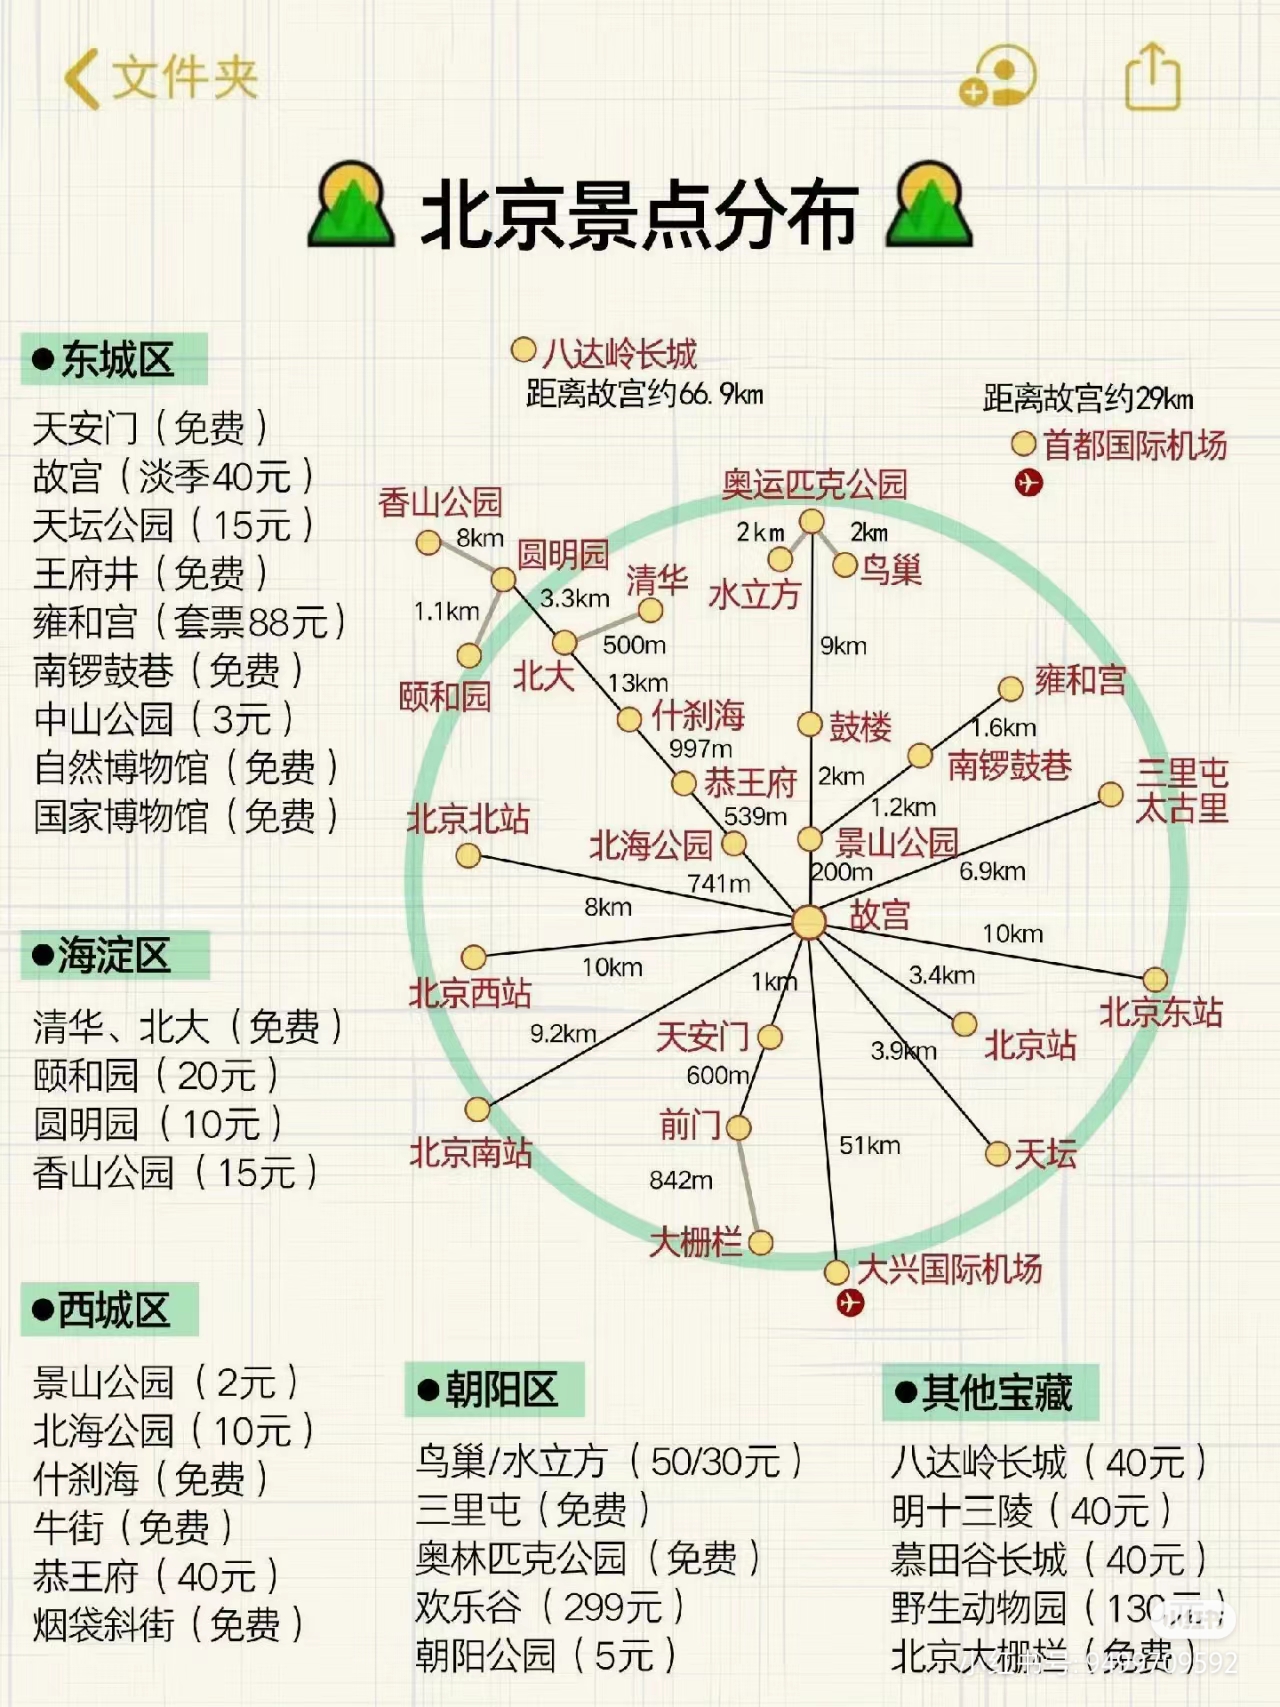 文件夹
北京景点分布
●东城区
天安门（免费）
故宫（淡季40元）
天坛公园（15元）
王府井（免费）
雍和宫（套票88元）
南锣鼓巷（免费）
中山公园（3元）
自然博物馆（免费）
国家博物馆（免费）
●海淀区
清华、北大（免费）
颐和园（20元）
圆明园（10元）
香山公园（15元）
●西城区
景山公园（2元）
北海公园（10元）
什刹海（免费）
牛街（免费）
恭王府（40元）
烟袋斜街（免费）
八达岭长城
距离故宫约66.9km
距离故宫约29km
首都国际机场
奥运匹克公园
香山公园
8km
2km
2km
圆明园
水立方
鸟巢
清华
1.1km
3.3km
500m
9km
颐和园
北大
13km
雍和宫
什刹海
鼓楼
1.6km
997m
南锣鼓巷
三里屯
太古里
恭王府
2km
539m
1.2km
北京北站
北海公园
景山公园
741m
200m
6.9km
8km
故宫
10km
10km
1km
3.4km
北京西站
北京东站
9.2km
天安门
3.9km
北京站
600m
前门
北京南站
51km
天坛
842m
大栅栏
大兴国际机场
●朝阳区
鸟巢/水立方（50/30元）
三里屯（免费）
奥林匹克公园（免费）
欢乐谷（299元）
朝阳公园（5元）
●其他宝藏
八达岭长城（40元）
明十三陵（40元）
慕田谷长城（40元）
野生动物园（130元）
北京大栅栏（免费）
小红书